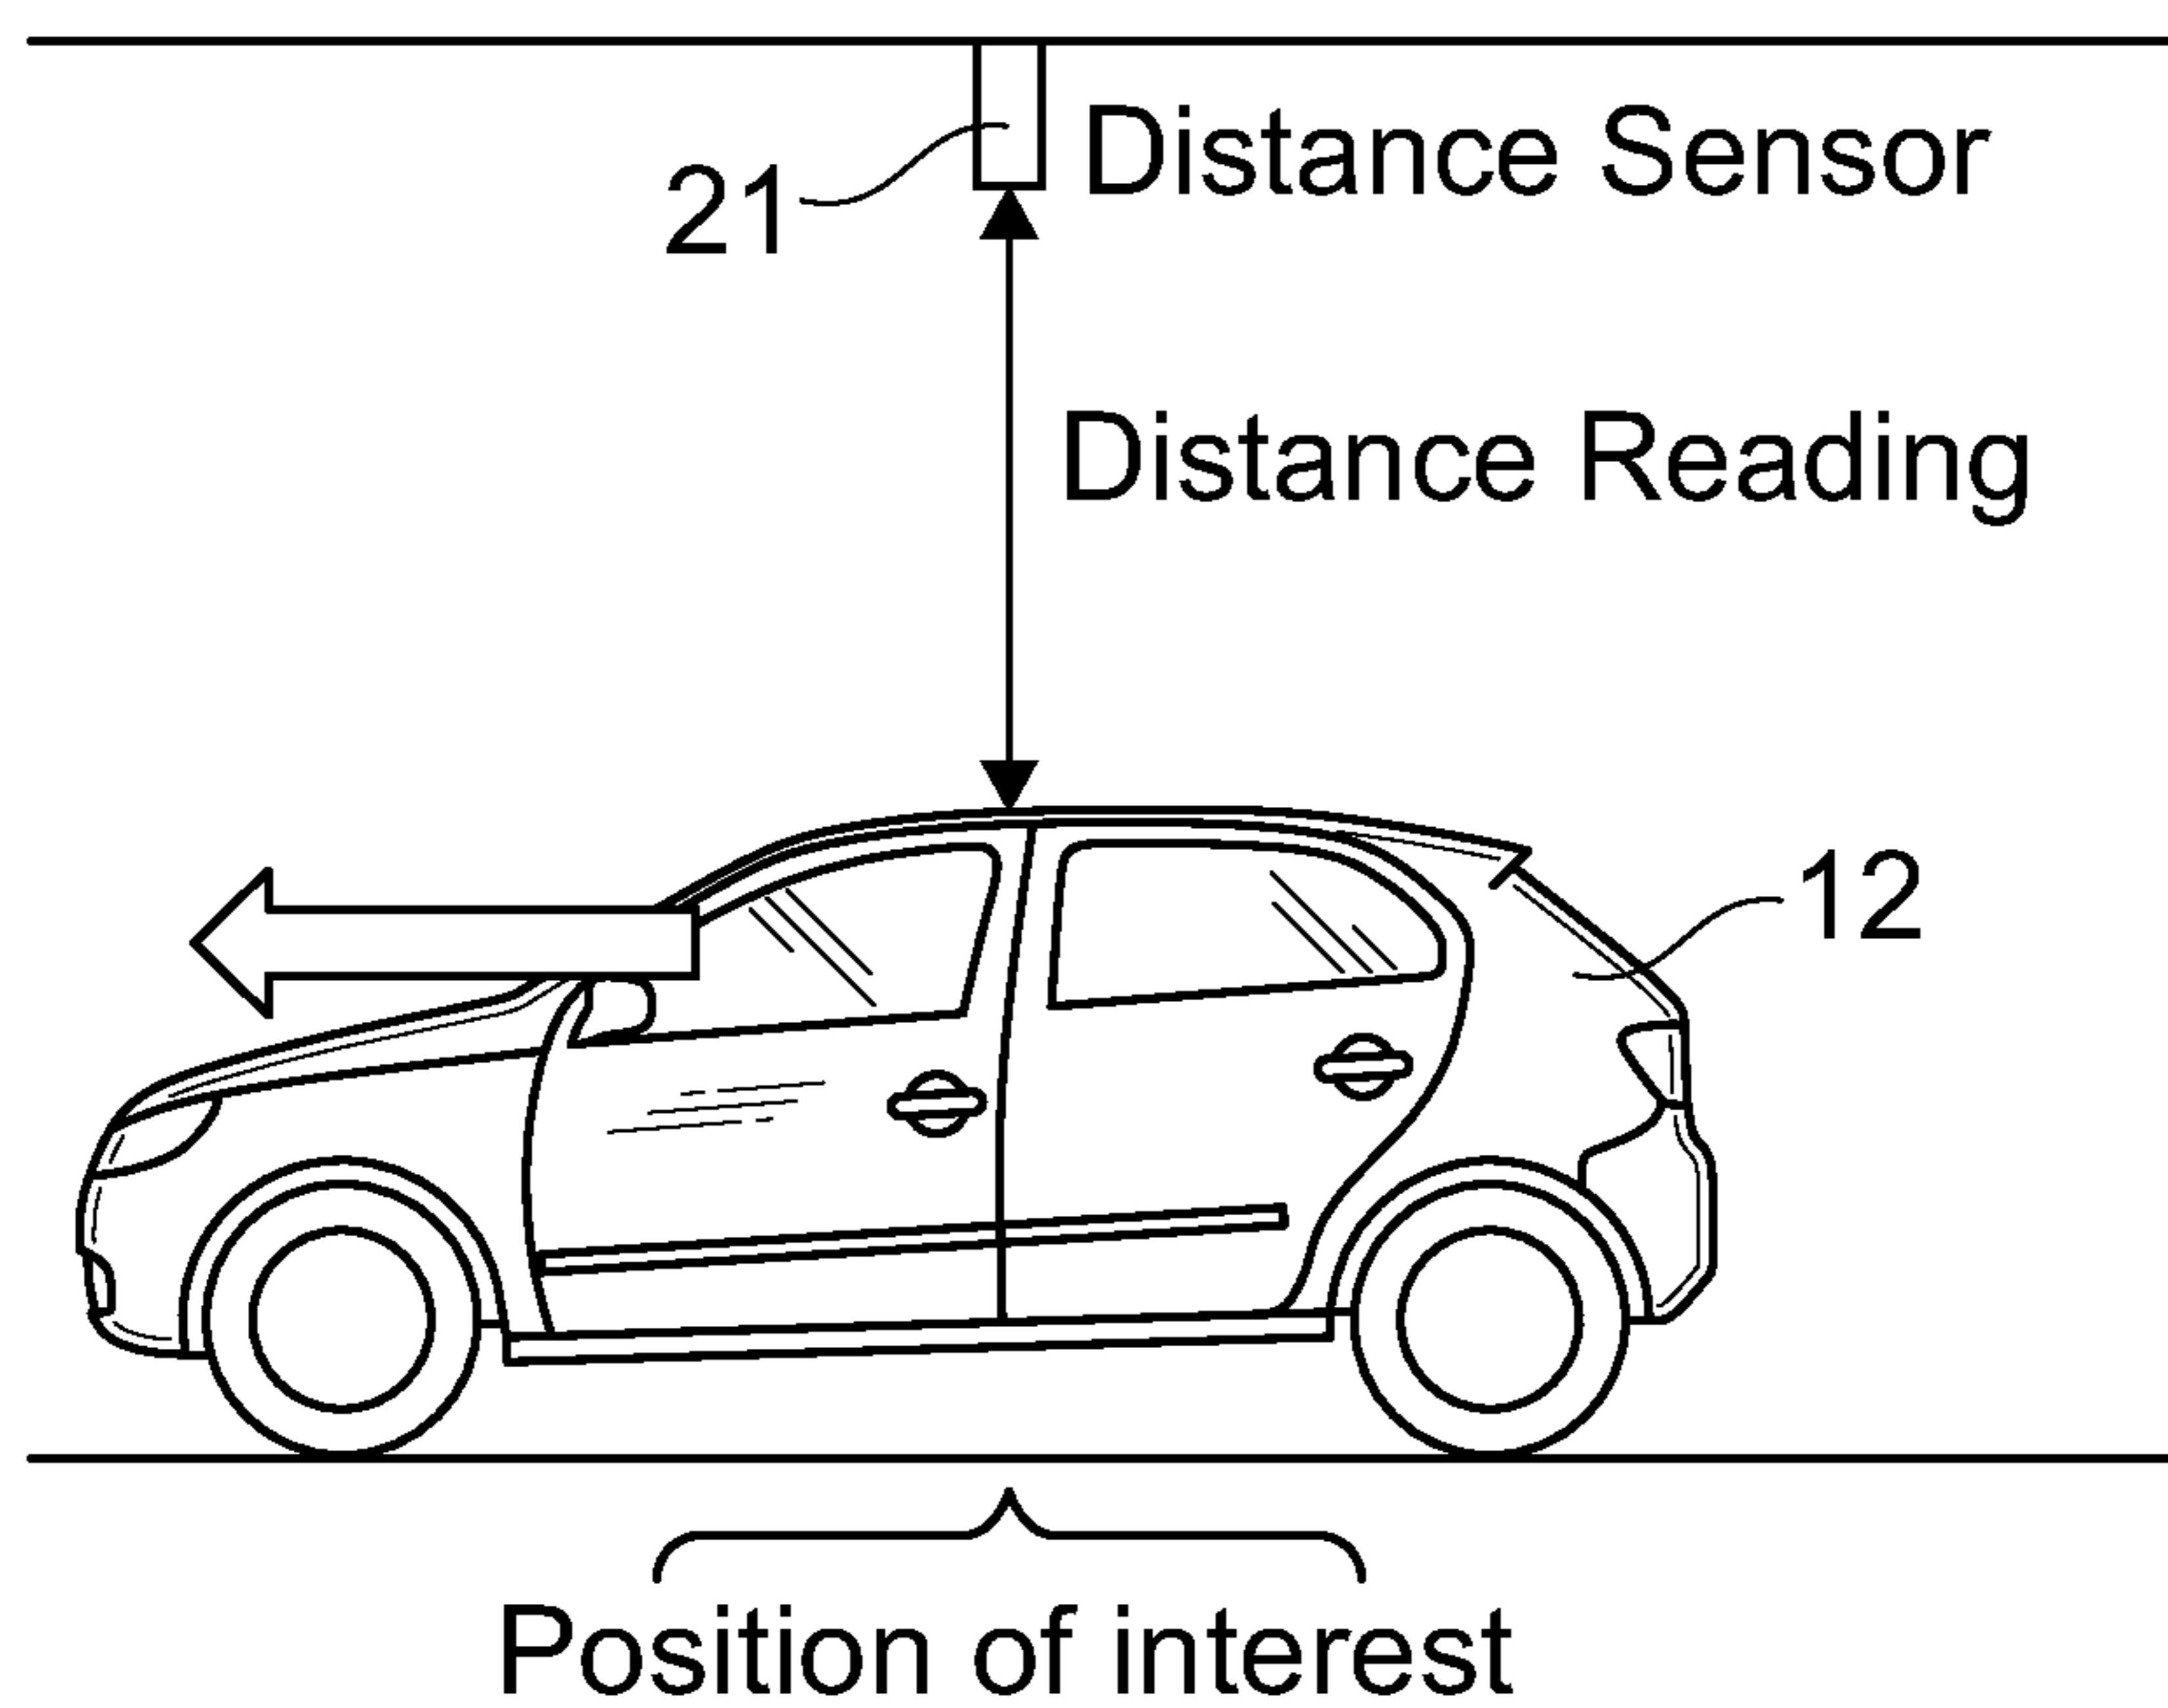 Distance Sensor
21
Distance Reading
12
Position of interest